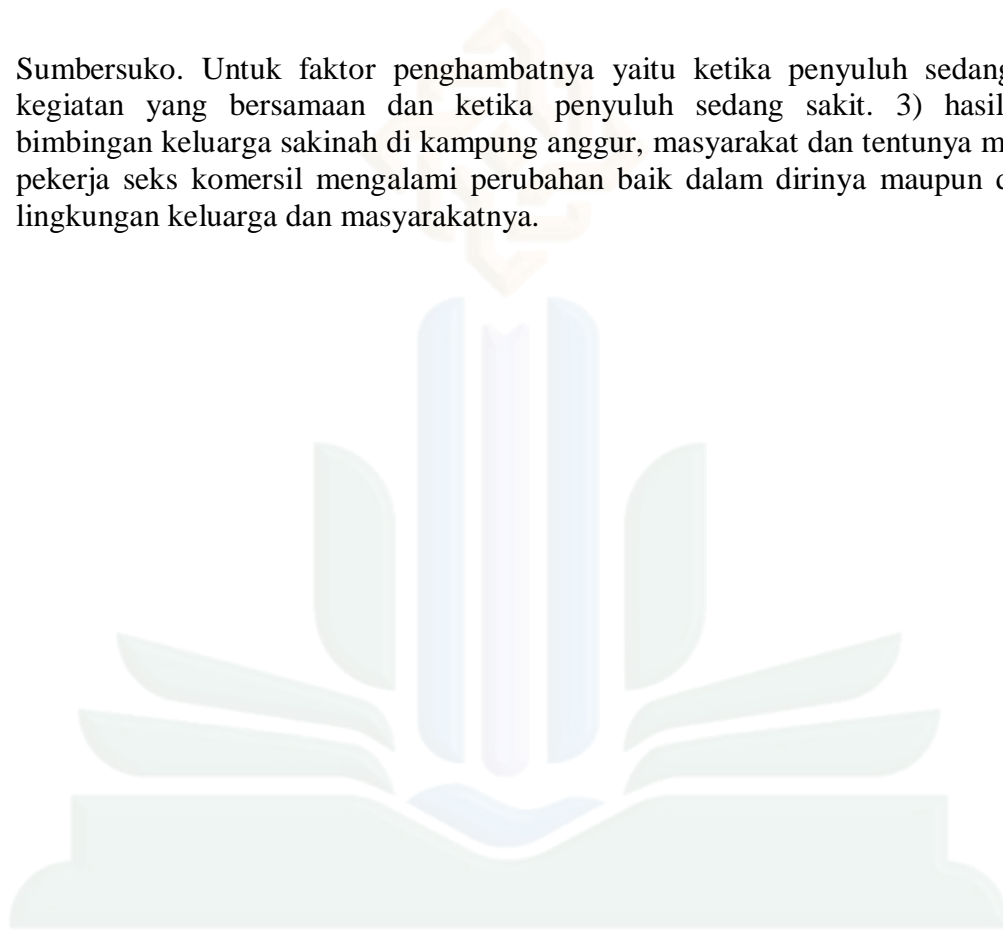 Sumbersuko. Untuk faktor penghambatnya yaitu ketika penyuluh sedang
kegiatan yang bersamaan dan ketika penyuluh sedang sakit. 3) hasil
bimbingan keluarga sakinah di kampung anggur, masyarakat dan tentunya
pekerja seks komersil mengalami perubahan baik dalam dirinya maupun
lingkungan keluarga dan masyarakatnya.